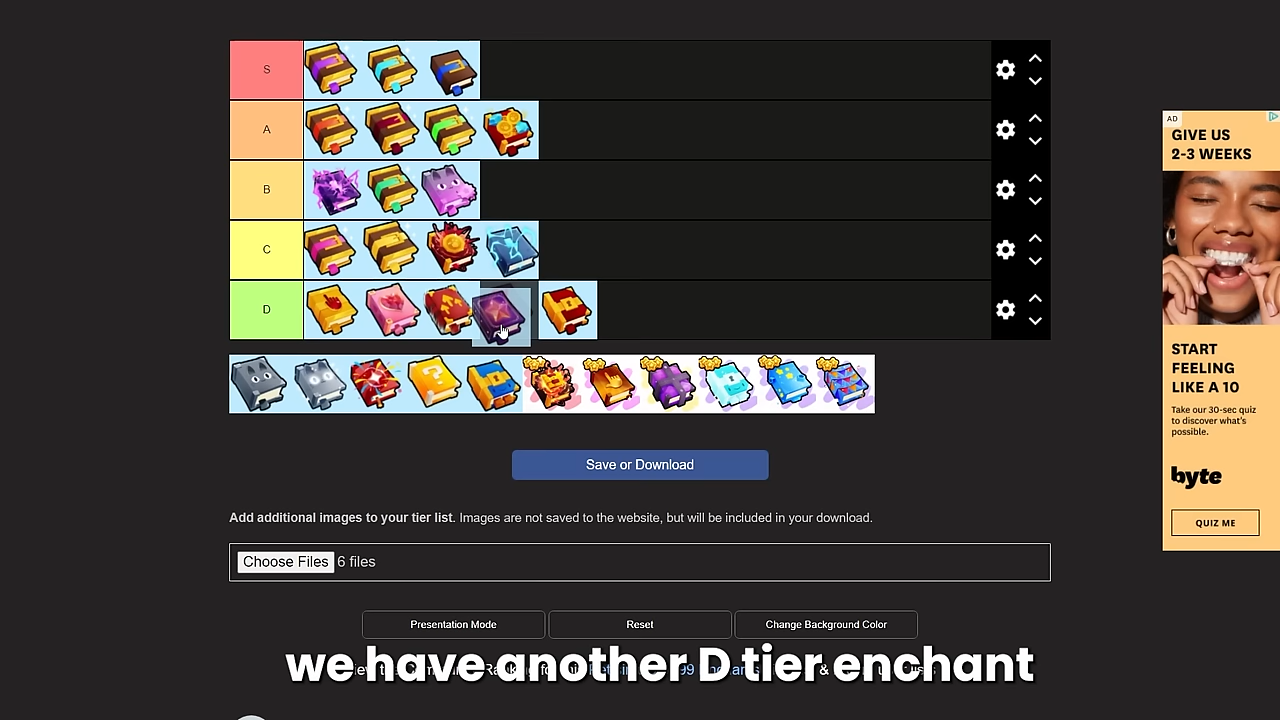 S
A
B
C
D
Save or Download
Add additional images to your tier list. Images are not saved to the website, but will be included in your download.
Choose Files 6 files
Presentation Mode
Reset
Change Background Color
we have another D tier enchant
AD
GIVE US
2-3 WEEKS
START
FEELING
LIKE A 10
Take our 30-sec quiz
to discover what's
possible.
byte
QUIZ ME